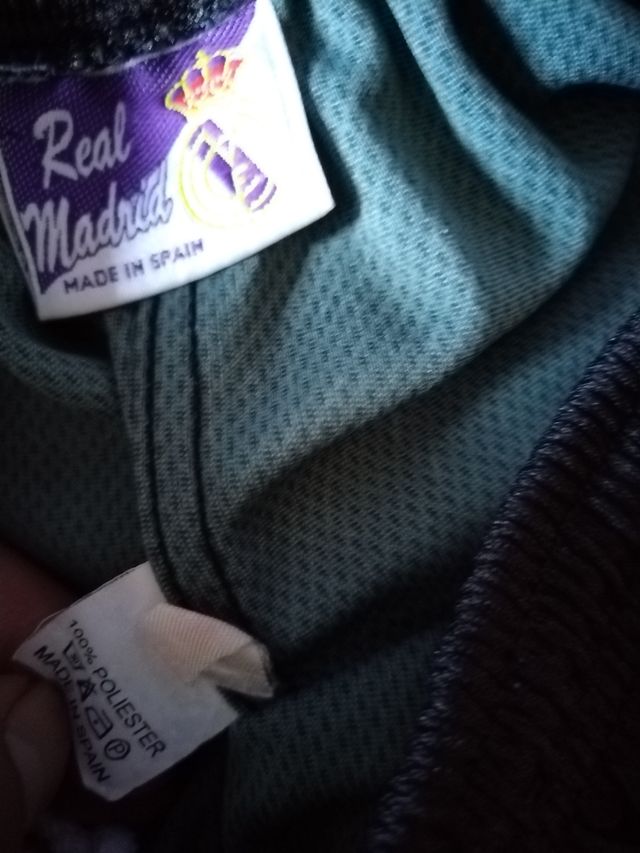 Real
Madrid
MADE IN SPAIN
100% POLIESTER
P
MADE IN SPAIN